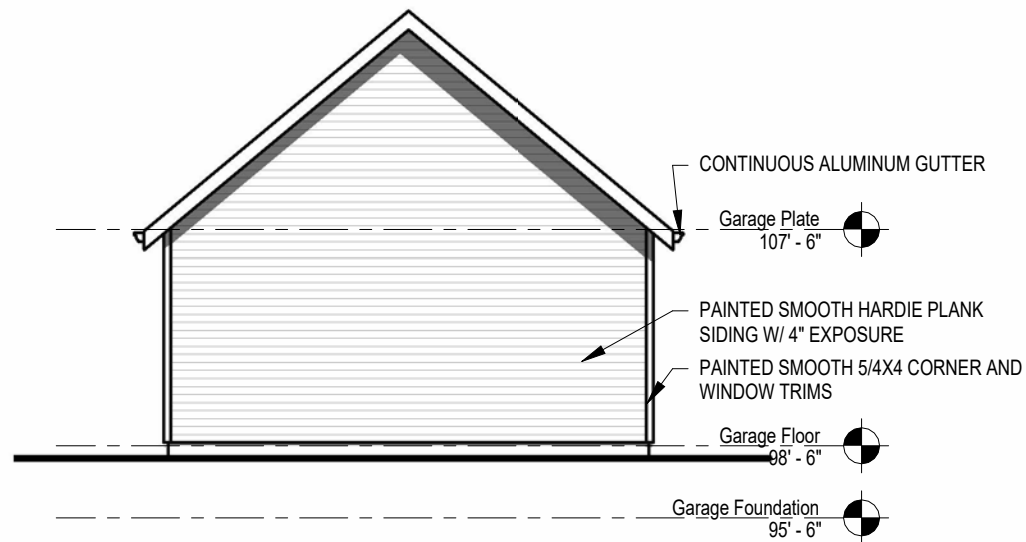 CONTINUOUS ALUMINUM GUTTER
Garage Plate
107' - 6"
PAINTED SMOOTH HARDIE PLANK
SIDING W/ 4" EXPOSURE
PAINTED SMOOTH 5/4X4 CORNER AND
WINDOW TRIMS
Garage Floor
98' - 6"
Garage Foundation
95' - 6"